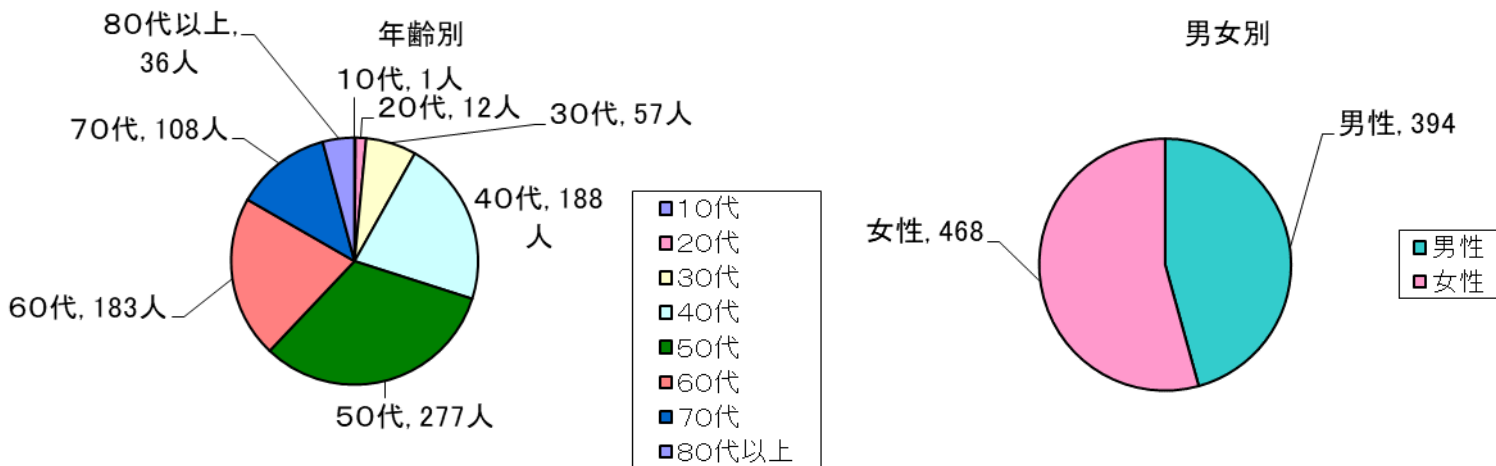 年齢別
80代以上,
36人
10代, 1人
20代, 12人
30代, 57人
70代, 108人
40代, 188
人
60代, 183人
50代, 277人
10代
20代
30代
40代
50代
60代
70代
80代以上
男女別
男性, 394
女性, 468
男性
女性